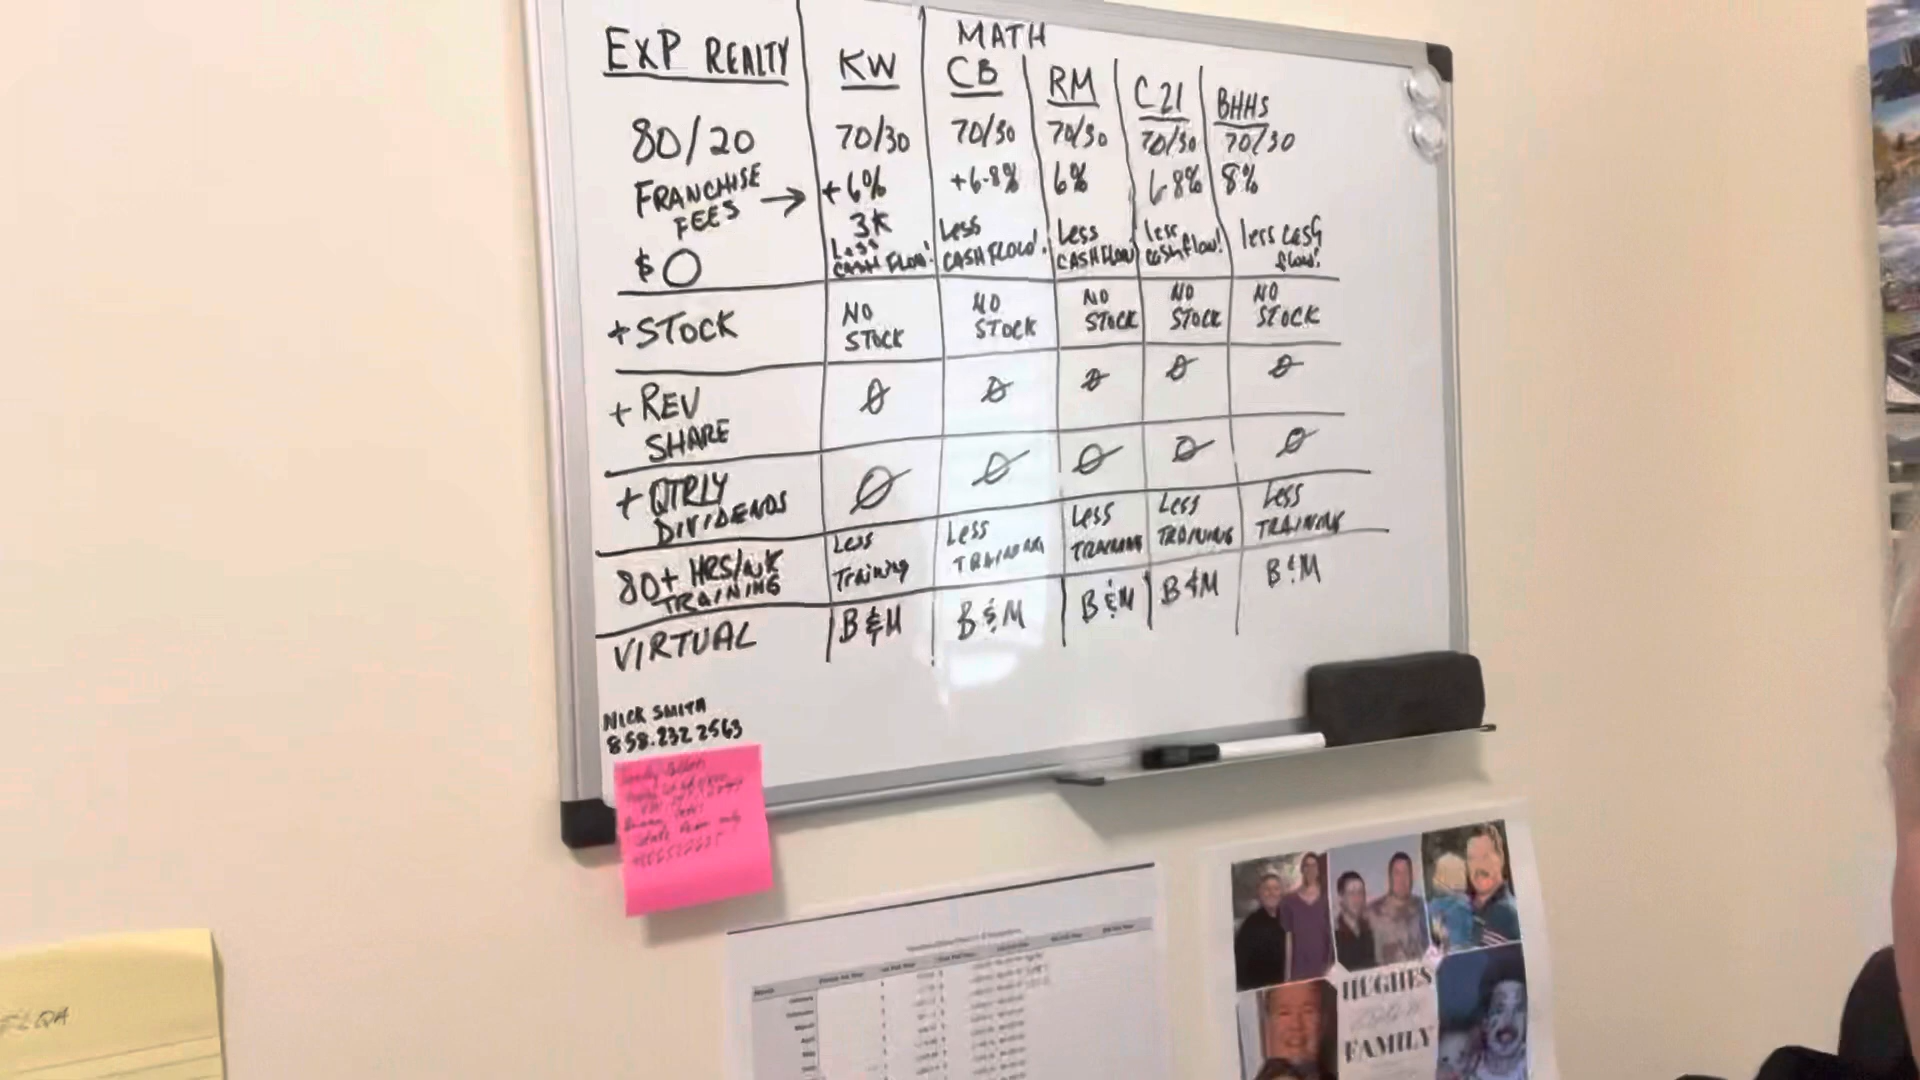 MATH
EXP REALTY KW CB RM C21 BHHS
80/20 70/30 70/30 70/30 70/30 70/30
FRANCHISE FEES → +6% +6-8% 6% 6 8% 8%
3K
$0 Less CASH FLOW! Less CASH FLOW! Less CASH FLOW less cash flow! less cash flow!
+ STOCK NO STOCK NO STOCK NO STOCK NO STOCK NO STOCK
+ REV SHARE Ø Ø Ø Ø Ø
+ QTRLY DIVIDENDS Ø Ø Ø Ø Ø
80+ HRS/WK TRAINING Less Training Less TRAINING Less TRAINING Less TRAINING Less TRAINING
VIRTUAL B&M B&M B&M B&M B&M
NICK SMITH
858.232 2563
HUGHES
FAMILY